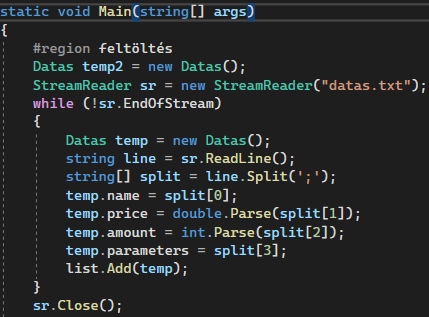 static void Main(string[] args)
{
#region feltöltés
Datas temp2 = new Datas();
StreamReader sr = new StreamReader("datas.txt");
while (!sr.EndOfStream)
{
Datas temp = new Datas();
string line = sr.ReadLine();
string[] split = line.Split(';');
temp.name = split[0];
temp.price = double.Parse(split[1]);
temp.amount = int.Parse(split[2]);
temp.parameters = split[3];
list.Add(temp);
}
sr.Close();